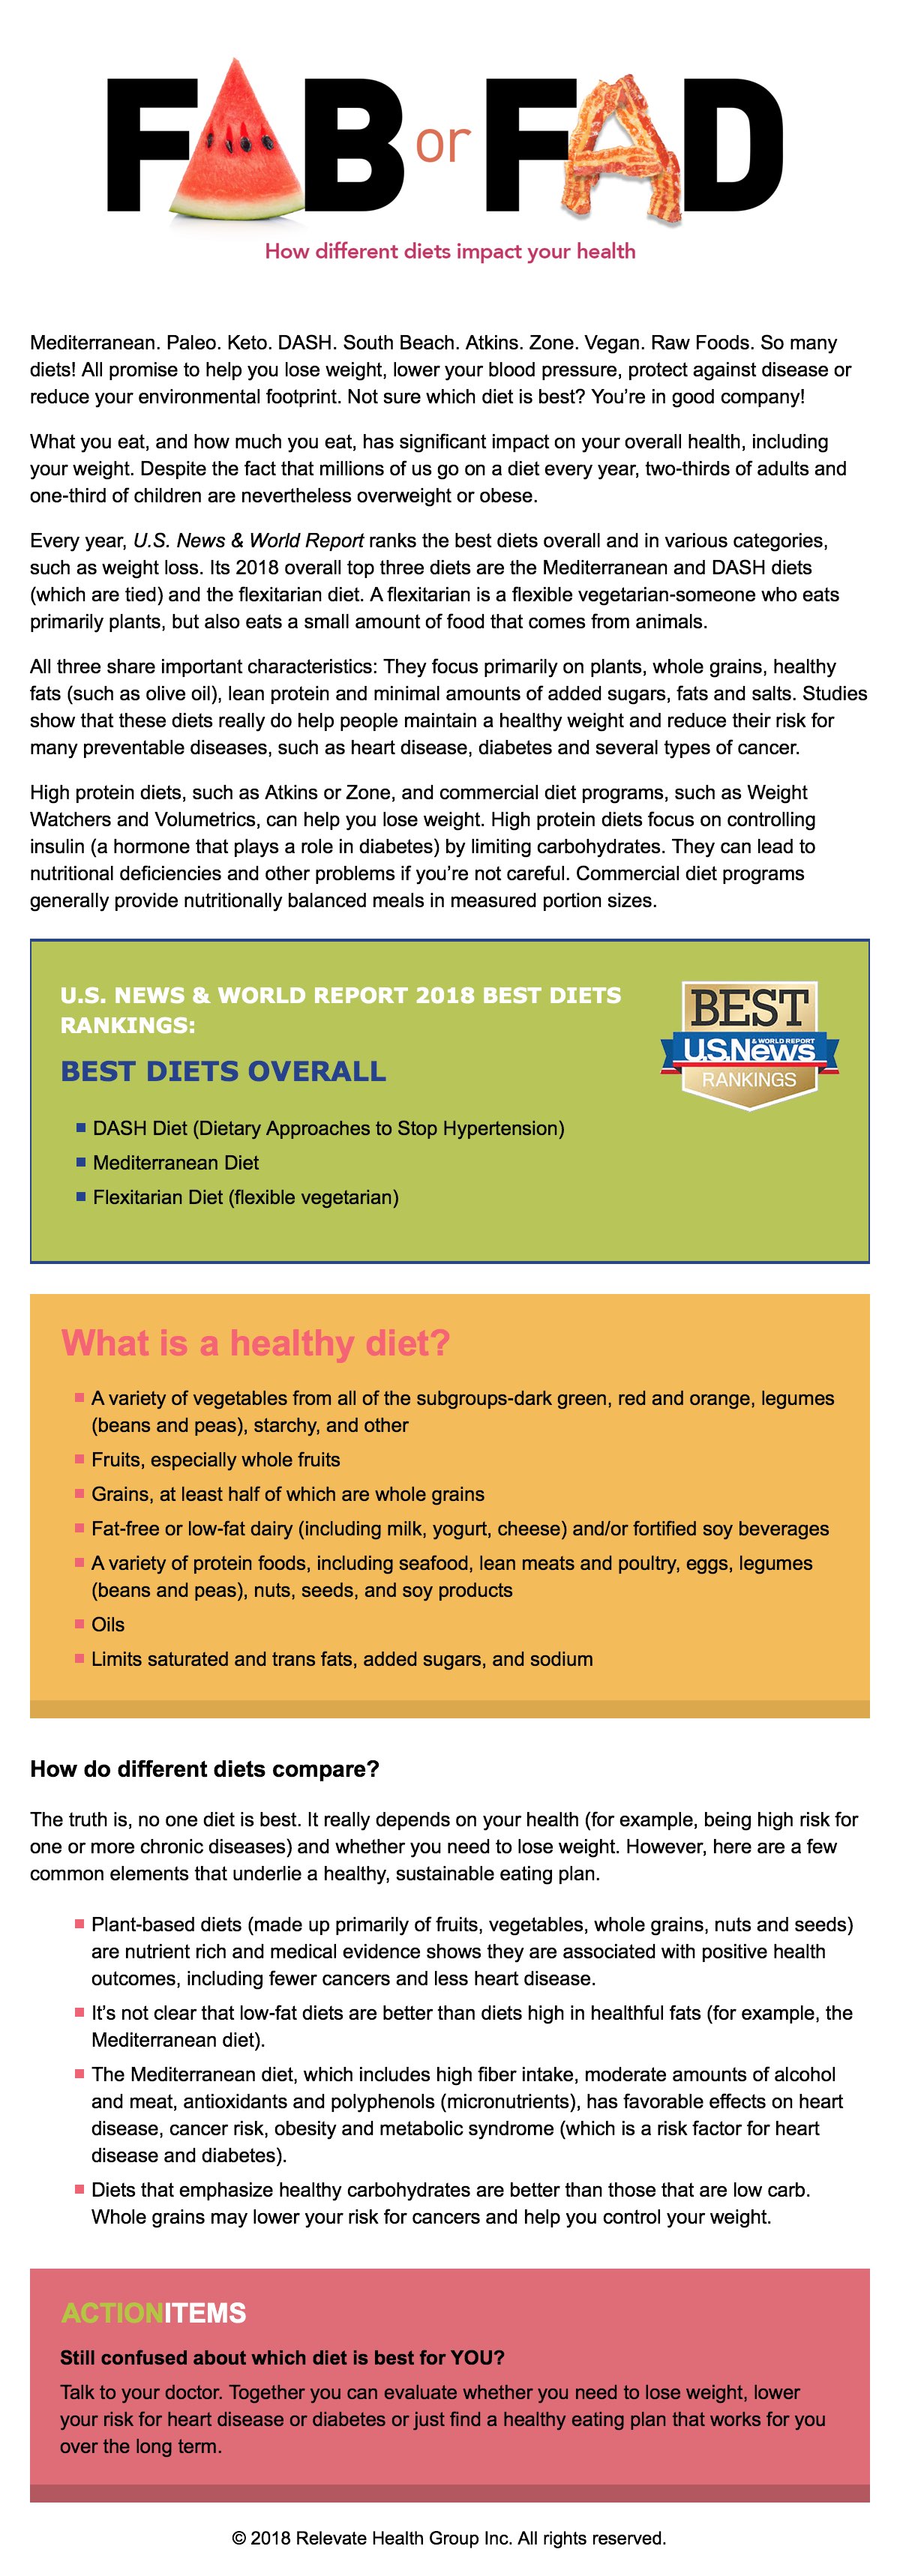 FAB or FAD
How different diets impact your health
Mediterranean. Paleo. Keto. DASH. South Beach. Atkins. Zone. Vegan. Raw Foods. So many
diets! All promise to help you lose weight, lower your blood pressure, protect against disease or
reduce your environmental footprint. Not sure which diet is best? You’re in good company!
What you eat, and how much you eat, has significant impact on your overall health, including
your weight. Despite the fact that millions of us go on a diet every year, two-thirds of adults and
one-third of children are nevertheless overweight or obese.
Every year, U.S. News & World Report ranks the best diets overall and in various categories,
such as weight loss. Its 2018 overall top three diets are the Mediterranean and DASH diets
(which are tied) and the flexitarian diet. A flexitarian is a flexible vegetarian-someone who eats
primarily plants, but also eats a small amount of food that comes from animals.
All three share important characteristics: They focus primarily on plants, whole grains, healthy
fats (such as olive oil), lean protein and minimal amounts of added sugars, fats and salts. Studies
show that these diets really do help people maintain a healthy weight and reduce their risk for
many preventable diseases, such as heart disease, diabetes and several types of cancer.
High protein diets, such as Atkins or Zone, and commercial diet programs, such as Weight
Watchers and Volumetrics, can help you lose weight. High protein diets focus on controlling
insulin (a hormone that plays a role in diabetes) by limiting carbohydrates. They can lead to
nutritional deficiencies and other problems if you’re not careful. Commercial diet programs
generally provide nutritionally balanced meals in measured portion sizes.
U.S. NEWS & WORLD REPORT 2018 BEST DIETS
RANKINGS:
BEST DIETS OVERALL
DASH Diet (Dietary Approaches to Stop Hypertension)
Mediterranean Diet
Flexitarian Diet (flexible vegetarian)
BEST
U.S.News & WORLD REPORT
RANKINGS
What is a healthy diet?
A variety of vegetables from all of the subgroups-dark green, red and orange, legumes
(beans and peas), starchy, and other
Fruits, especially whole fruits
Grains, at least half of which are whole grains
Fat-free or low-fat dairy (including milk, yogurt, cheese) and/or fortified soy beverages
A variety of protein foods, including seafood, lean meats and poultry, eggs, legumes
(beans and peas), nuts, seeds, and soy products
Oils
Limits saturated and trans fats, added sugars, and sodium
How do different diets compare?
The truth is, no one diet is best. It really depends on your health (for example, being high risk for
one or more chronic diseases) and whether you need to lose weight. However, here are a few
common elements that underlie a healthy, sustainable eating plan.
Plant-based diets (made up primarily of fruits, vegetables, whole grains, nuts and seeds)
are nutrient rich and medical evidence shows they are associated with positive health
outcomes, including fewer cancers and less heart disease.
It’s not clear that low-fat diets are better than diets high in healthful fats (for example, the
Mediterranean diet).
The Mediterranean diet, which includes high fiber intake, moderate amounts of alcohol
and meat, antioxidants and polyphenols (micronutrients), has favorable effects on heart
disease, cancer risk, obesity and metabolic syndrome (which is a risk factor for heart
disease and diabetes).
Diets that emphasize healthy carbohydrates are better than those that are low carb.
Whole grains may lower your risk for cancers and help you control your weight.
ACTIONITEMS
Still confused about which diet is best for YOU?
Talk to your doctor. Together you can evaluate whether you need to lose weight, lower
your risk for heart disease or diabetes or just find a healthy eating plan that works for you
over the long term.
© 2018 Relevate Health Group Inc. All rights reserved.